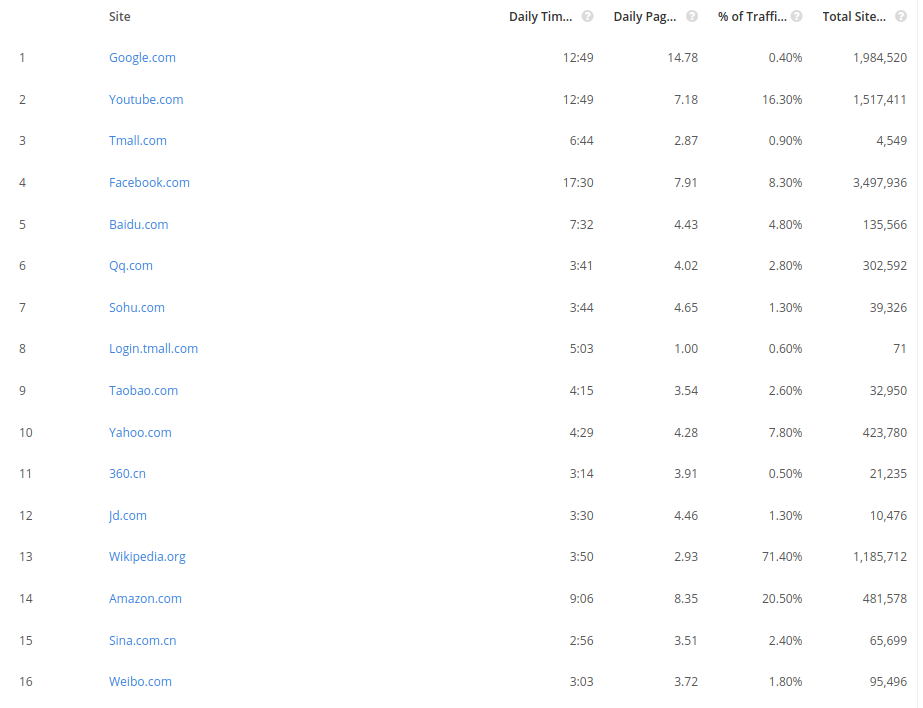 Site Daily Tim... Daily Pag... % of Traffi... Total Site...
1 Google.com 12:49 14.78 0.40% 1,984,520
2 Youtube.com 12:49 7.18 16.30% 1,517,411
3 Tmall.com 6:44 2.87 0.90% 4,549
4 Facebook.com 17:30 7.91 8.30% 3,497,936
5 Baidu.com 7:32 4.43 4.80% 135,566
6 Qq.com 3:41 4.02 2.80% 302,592
7 Sohu.com 3:44 4.65 1.30% 39,326
8 Login.tmall.com 5:03 1.00 0.60% 71
9 Taobao.com 4:15 3.54 2.60% 32,950
10 Yahoo.com 4:29 4.28 7.80% 423,780
11 360.cn 3:14 3.91 0.50% 21,235
12 Jd.com 3:30 4.46 1.30% 10,476
13 Wikipedia.org 3:50 2.93 71.40% 1,185,712
14 Amazon.com 9:06 8.35 20.50% 481,578
15 Sina.com.cn 2:56 3.51 2.40% 65,699
16 Weibo.com 3:03 3.72 1.80% 95,496